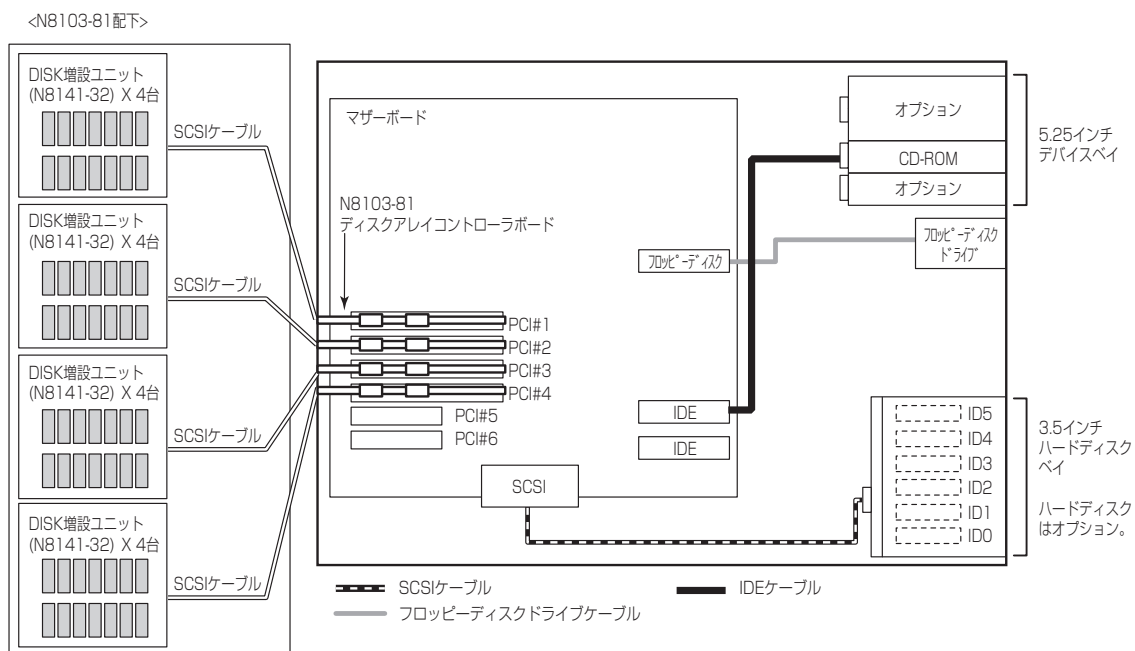 <N8103-81配下>
DISK増設ユニット
(N8141-32) X 4台
SCSIケーブル
DISK増設ユニット
(N8141-32) X 4台
SCSIケーブル
DISK増設ユニット
(N8141-32) X 4台
SCSIケーブル
DISK増設ユニット
(N8141-32) X 4台
SCSIケーブル
マザーボード
N8103-81
ディスクアレイコントローラボード
PCI#1
PCI#2
PCI#3
PCI#4
PCI#5
PCI#6
フロッピーディスク
IDE
IDE
SCSI
オプション
CD-ROM
オプション
5.25インチ
デバイスベイ
フロッピーディスク
ドライブ
ID5
ID4
ID3
ID2
ID1
ID0
3.5インチ
ハードディスク
ベイ
ハードディスク
はオプション。
SCSIケーブル
IDEケーブル
フロッピーディスクドライブケーブル